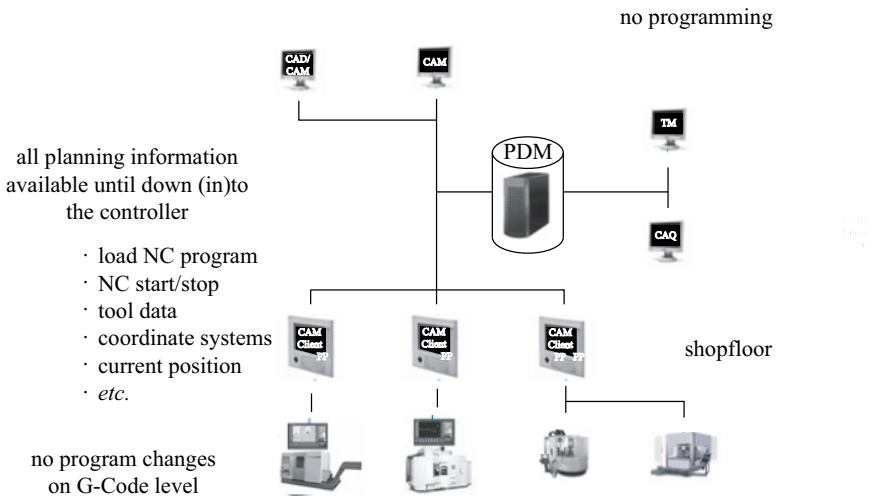 no programming
CAD/
CAM
CAM
TM
PDM
all planning information
available until down (in)to
the controller
CAQ
· load NC program
· NC start/stop
· tool data
· coordinate systems
· current position
· etc.
CAM
Client
PP
CAM
Client
PP
CAM
Client
PP PP
shopfloor
no program changes
on G-Code level